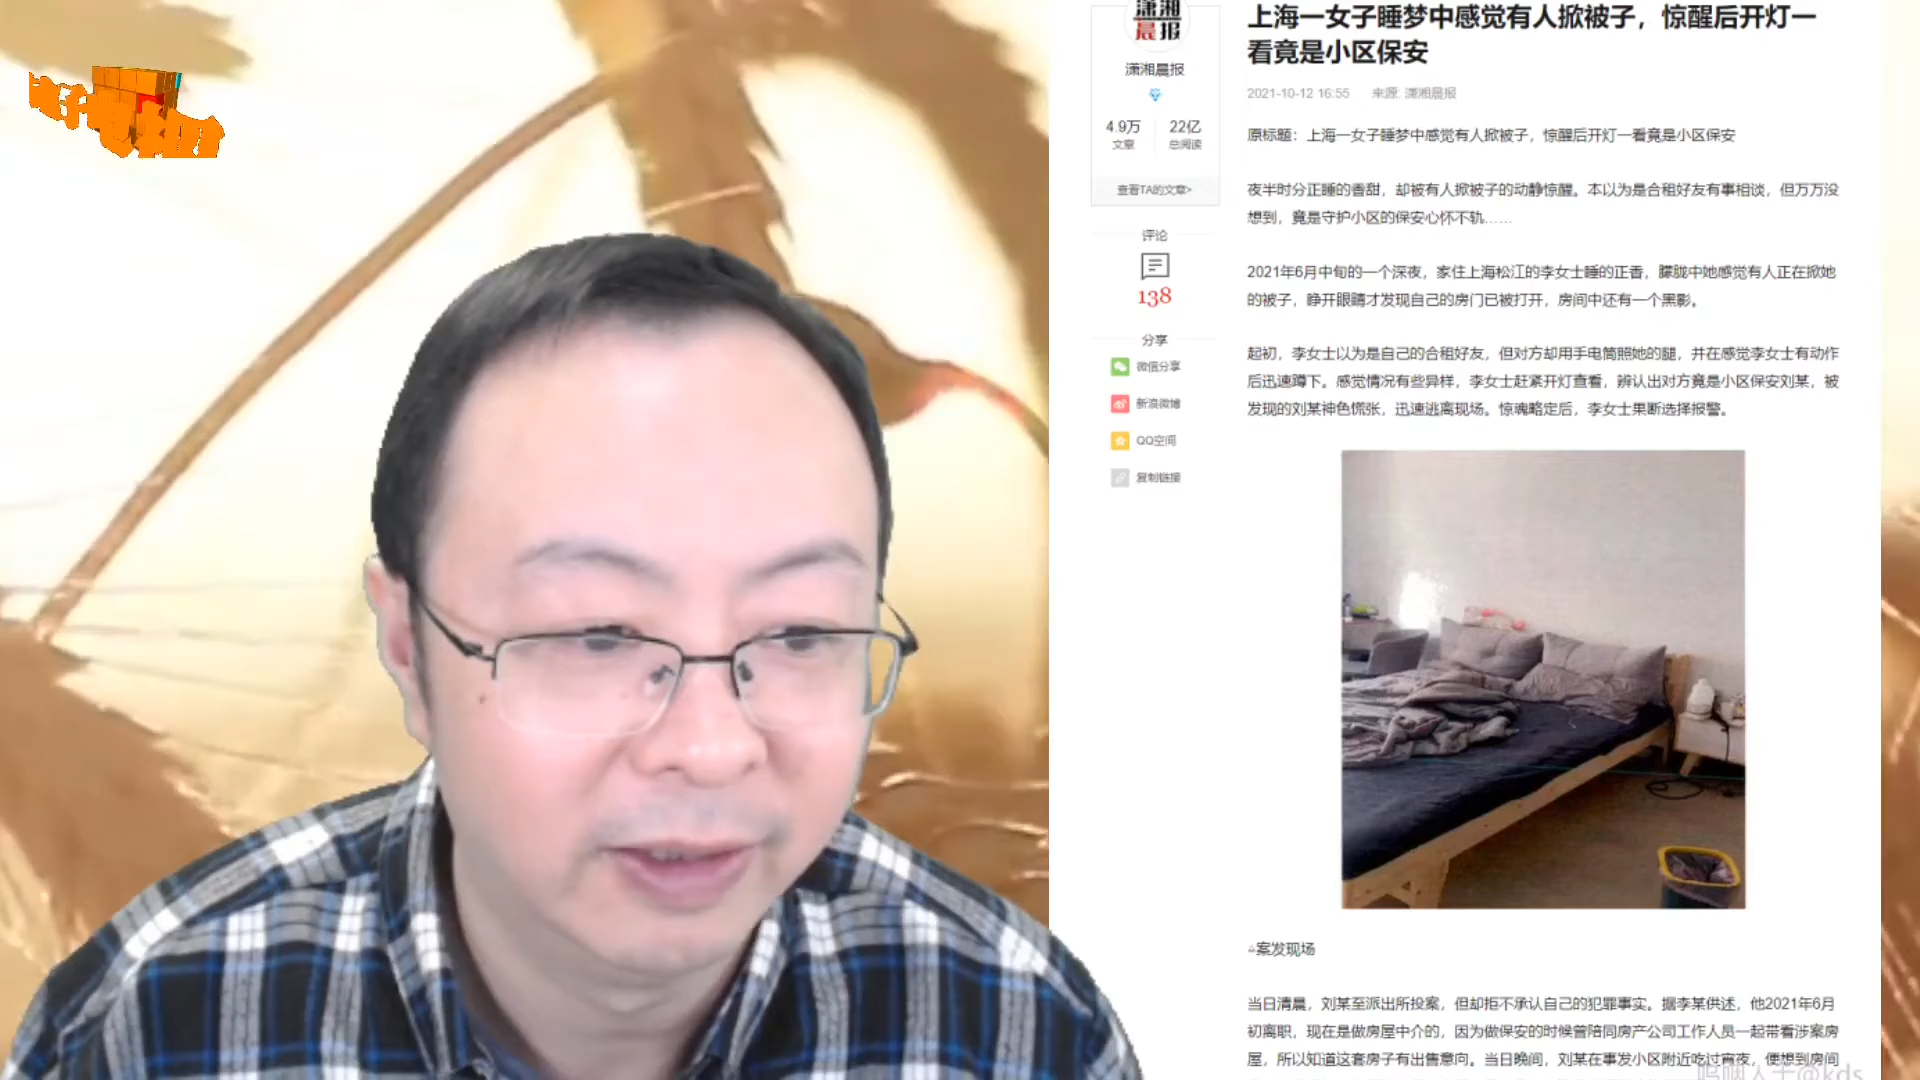 潇湘
晨报
潇湘晨报
4.9万
文章
22亿
总阅读
查看TA的文章>
评论
138
分享
微信分享
新浪微博
QQ空间
复制链接
上海一女子睡梦中感觉有人掀被子，惊醒后开灯一
看竟是小区保安
2021-10-12 16:55 来源: 潇湘晨报
原标题：上海一女子睡梦中感觉有人掀被子，惊醒后开灯一看竟是小区保安
夜半时分正睡的香甜，却被有人掀被子的动静惊醒。本以为是合租好友有事相谈，但万万没
想到，竟是守护小区的保安心怀不轨……
2021年6月中旬的一个深夜，家住上海松江的李女士睡的正香，朦胧中她感觉有人正在掀她
的被子，睁开眼睛才发现自己的房门已被打开，房间中还有一个黑影。
起初，李女士以为是自己的合租好友，但对方却用手电筒照她的腿，并在感觉李女士有动作
后迅速蹲下。感觉情况有些异样，李女士赶紧开灯查看，辨认出对方竟是小区保安刘某，被
发现的刘某神色慌张，迅速逃离现场。惊魂略定后，李女士果断选择报警。
△案发现场
当日清晨，刘某至派出所投案，但却拒不承认自己的犯罪事实。据李某供述，他2021年6月
初离职，现在是做房屋中介的，因为做保安的时候曾陪同房产公司工作人员一起带看涉案房
屋，所以知道这套房子有出售意向。当日晚间，刘某在事发小区附近吃过宵夜，便想到房间